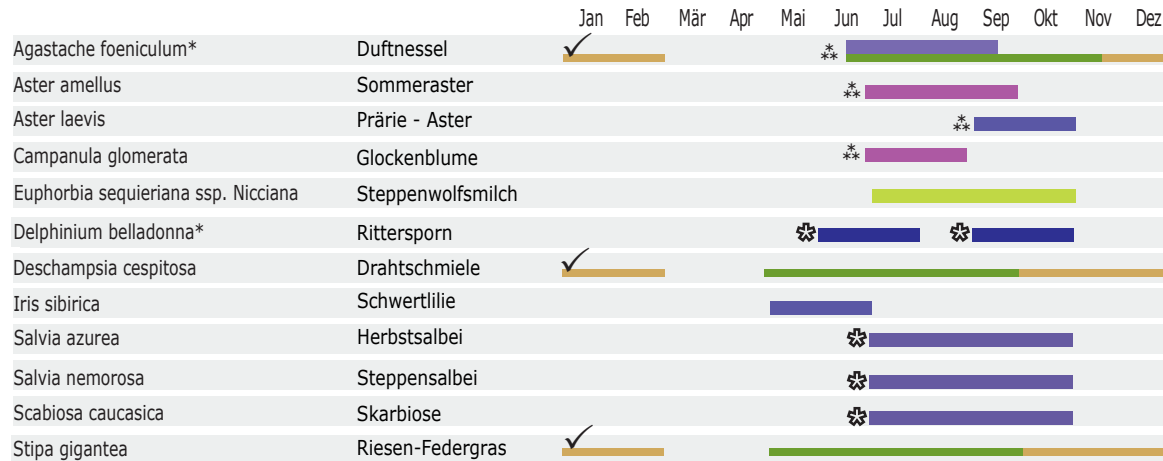 Jan Feb Mär Apr Mai Jun Jul Aug Sep Okt Nov Dez
Agastache foeniculum* Duftnessel
Aster amellus Sommeraster
Aster laevis Prärie - Aster
Campanula glomerata Glockenblume
Euphorbia sequieriana ssp. Nicciana Steppenwolfsmilch
Delphinium belladonna* Rittersporn
Deschampsia cespitosa Drahtschmiele
Iris sibirica Schwertlilie
Salvia azurea Herbstsalbei
Salvia nemorosa Steppensalbei
Scabiosa caucasica Skarbiose
Stipa gigantea Riesen-Federgras